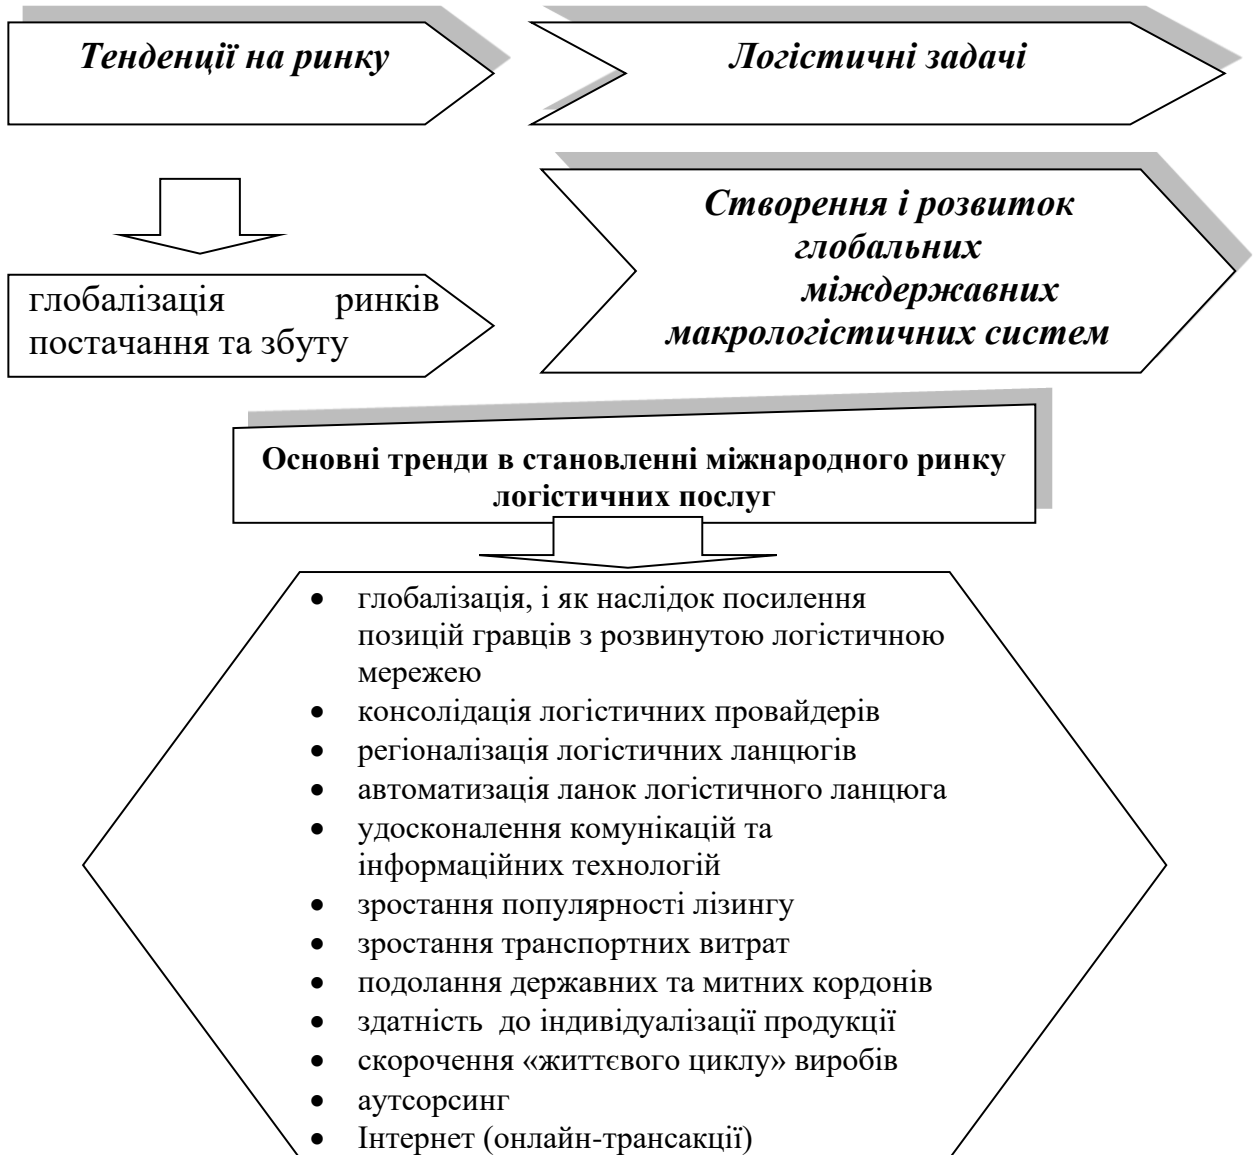 Тенденції на ринку
Логістичні задачі
Створення і розвиток
глобальних
міждержавних
макрологістичних систем
глобалізація ринків
постачання та збуту
Основні тренди в становленні міжнародного ринку
логістичних послуг
• глобалізація, і як наслідок посилення
позицій гравців з розвинутою логістичною
мережею
• консолідація логістичних провайдерів
• регіоналізація логістичних ланцюгів
• автоматизація ланок логістичного ланцюга
• удосконалення комунікацій та
інформаційних технологій
• зростання популярності лізингу
• зростання транспортних витрат
• подолання державних та митних кордонів
• здатність до індивідуалізації продукції
• скорочення «життєвого циклу» виробів
• аутсорсинг
• Інтернет (онлайн-трансакції)